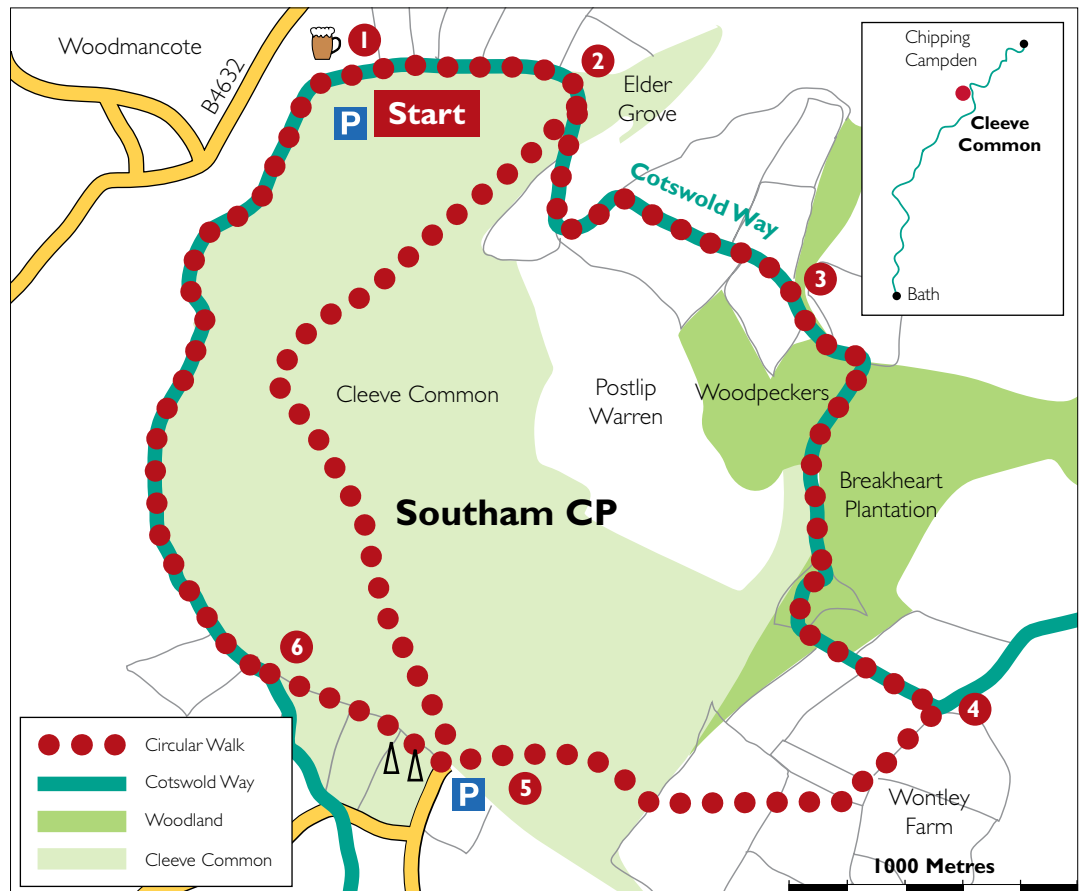 Woodmancote
B4632
1
P
Start
2
Elder
Grove
Cotswold Way
3
Chipping
Campden
Cleeve
Common
Bath
Cleeve Common
Postlip
Warren
Woodpeckers
Breakheart
Plantation
Southam CP
6
4
5
P
Wontley
Farm
Circular Walk
Cotswold Way
Woodland
Cleeve Common
1000 Metres